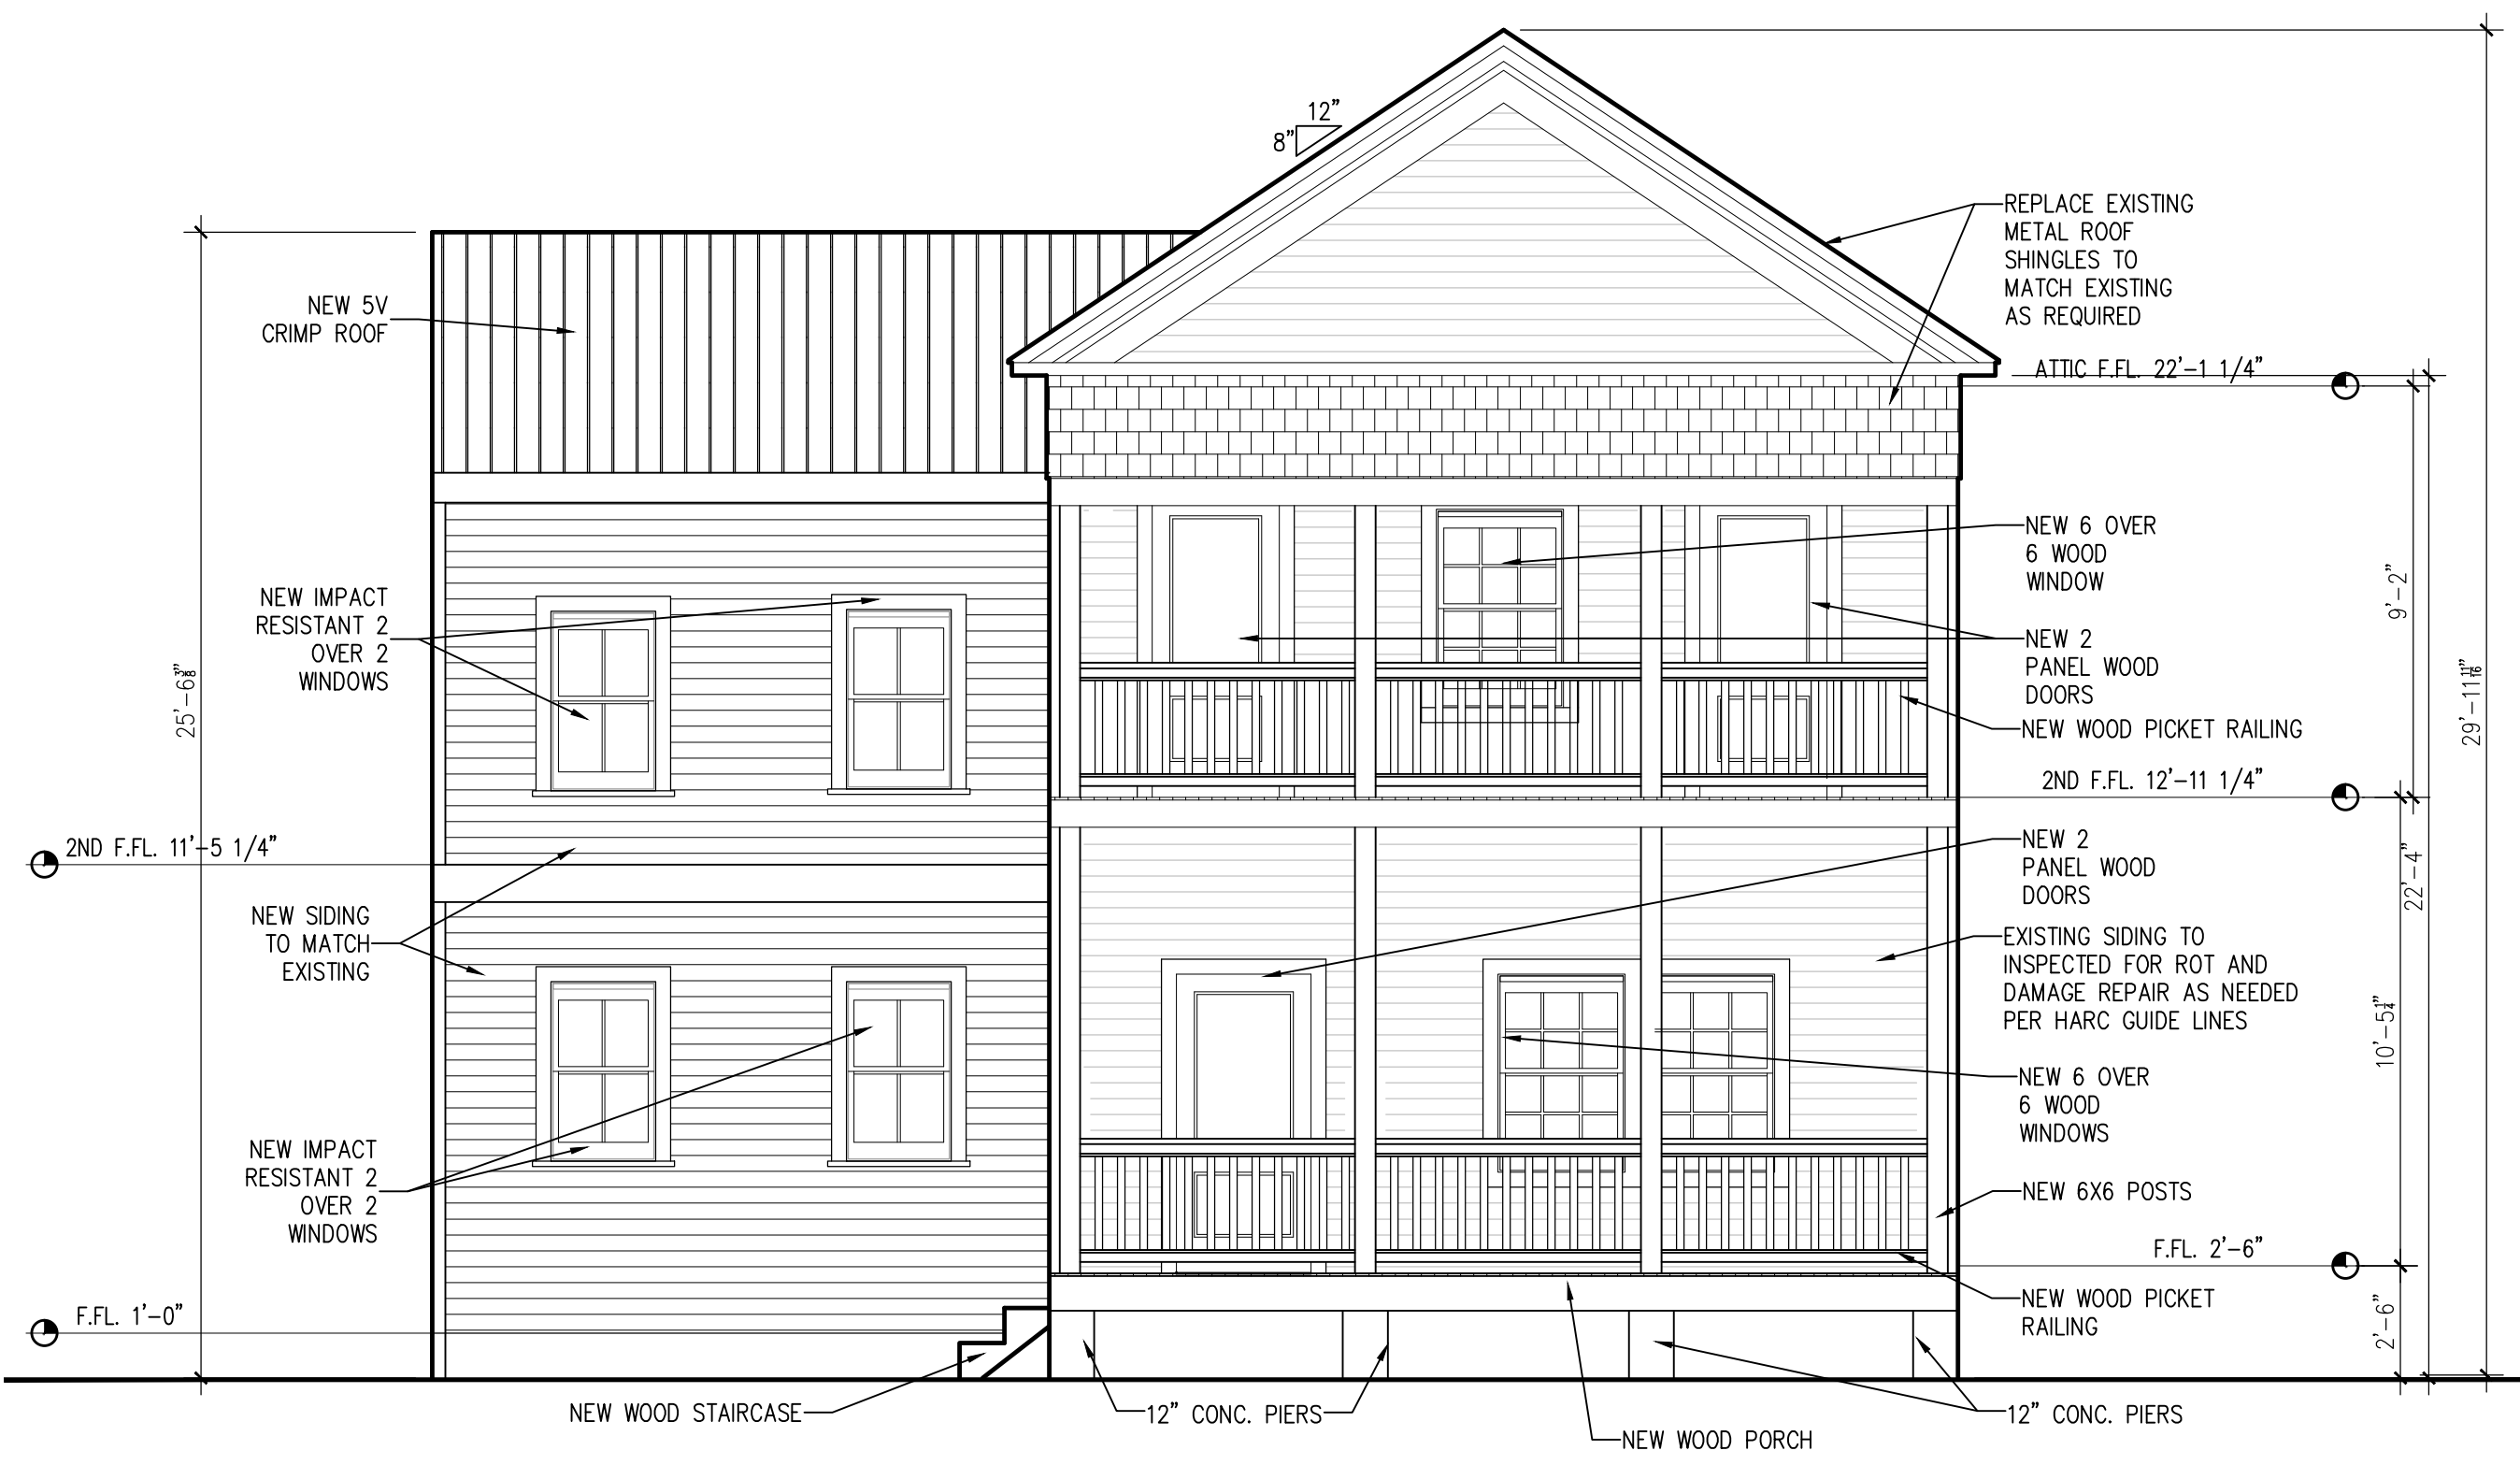 12”
8”
REPLACE EXISTING
METAL ROOF
SHINGLES TO
MATCH EXISTING
AS REQUIRED
NEW 5V
CRIMP ROOF
ATTIC F.FL. 22’-1 1/4”
NEW 6 OVER
6 WOOD
WINDOW
9’-2”
NEW IMPACT
RESISTANT 2
OVER 2
WINDOWS
NEW 2
PANEL WOOD
DOORS
25’-6 3/8”
29’-11 11/16”
NEW WOOD PICKET RAILING
2ND F.FL. 12’-11 1/4”
2ND F.FL. 11’-5 1/4”
NEW 2
PANEL WOOD
DOORS
22’-4”
NEW SIDING
TO MATCH
EXISTING
EXISTING SIDING TO
INSPECTED FOR ROT AND
DAMAGE REPAIR AS NEEDED
PER HARC GUIDE LINES
10’-5 1/4”
NEW 6 OVER
6 WOOD
WINDOWS
NEW IMPACT
RESISTANT 2
OVER 2
WINDOWS
NEW 6X6 POSTS
F.FL. 2’-6”
F.FL. 1’-0”
NEW WOOD PICKET
RAILING
2’-6”
NEW WOOD STAIRCASE
12” CONC. PIERS
12” CONC. PIERS
NEW WOOD PORCH